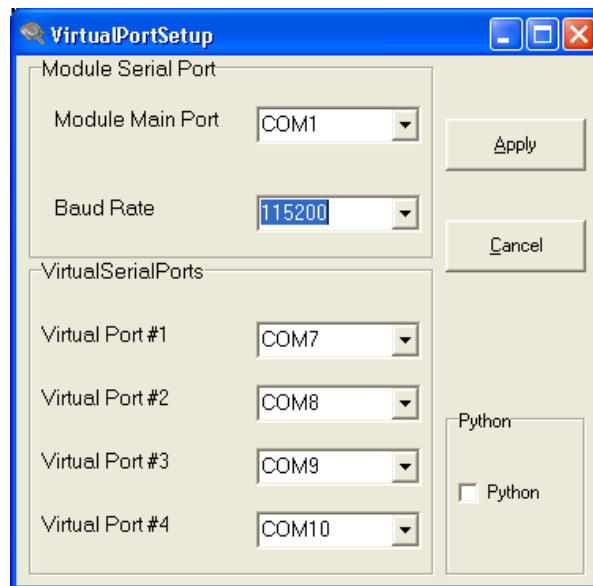 VirtualPortSetup
Module Serial Port
Module Main Port COM1
Apply
Baud Rate 115200
Cancel
VirtualSerialPorts
Virtual Port #1 COM7
Virtual Port #2 COM8
Python
Virtual Port #3 COM9
Python
Virtual Port #4 COM10